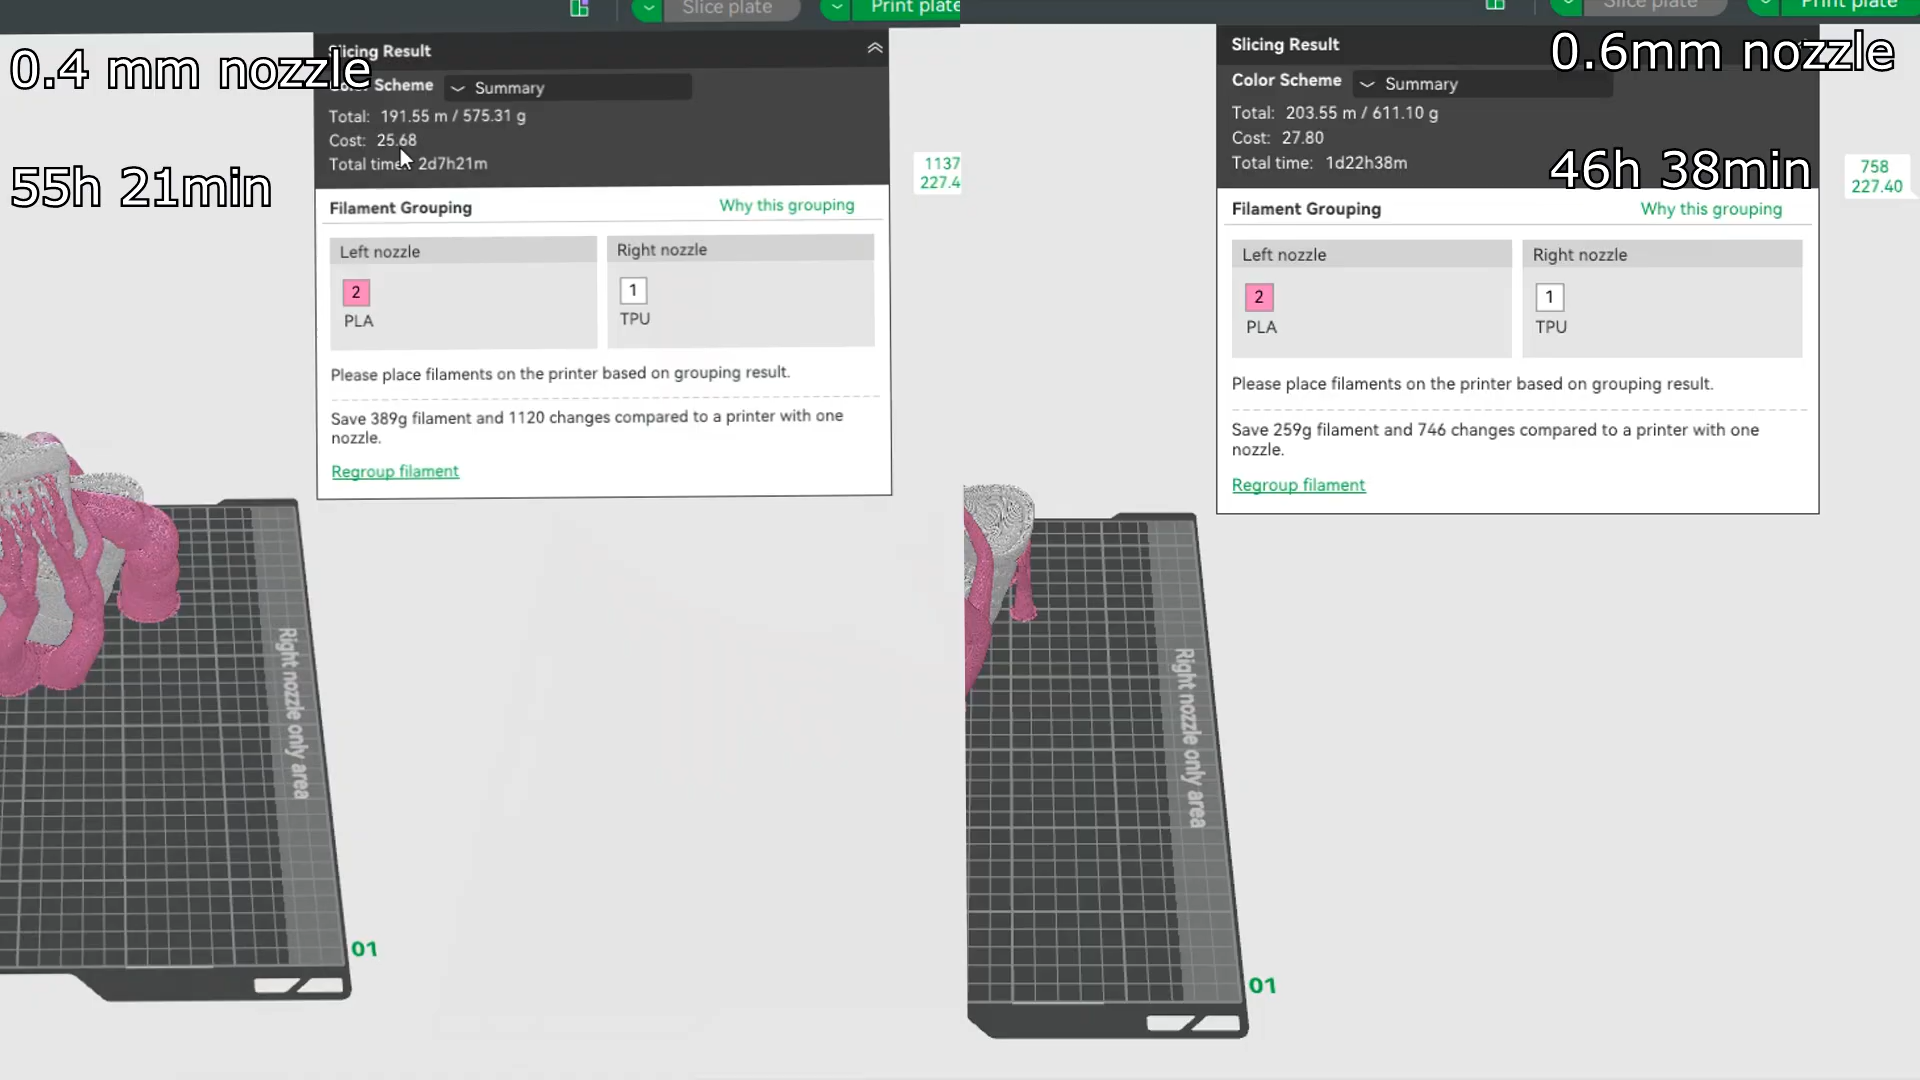 Slice plate
Print plate
0.4 mm nozzle
55h 21min
Slicing Result
Color Scheme
Summary
Total: 191.55 m / 575.31 g
Cost: 25.68
Total time: 2d7h21m
1137
227.4
Filament Grouping
Why this grouping
Left nozzle
2
PLA
Right nozzle
1
TPU
Please place filaments on the printer based on grouping result.
Save 389g filament and 1120 changes compared to a printer with one
nozzle.
Regroup filament
Right nozzle only area
01
Slice plate
Print plate
0.6mm nozzle
46h 38min
Slicing Result
Color Scheme
Summary
Total: 203.55 m / 611.10 g
Cost: 27.80
Total time: 1d22h38m
758
227.40
Filament Grouping
Why this grouping
Left nozzle
2
PLA
Right nozzle
1
TPU
Please place filaments on the printer based on grouping result.
Save 259g filament and 746 changes compared to a printer with one
nozzle.
Regroup filament
Right nozzle only area
01